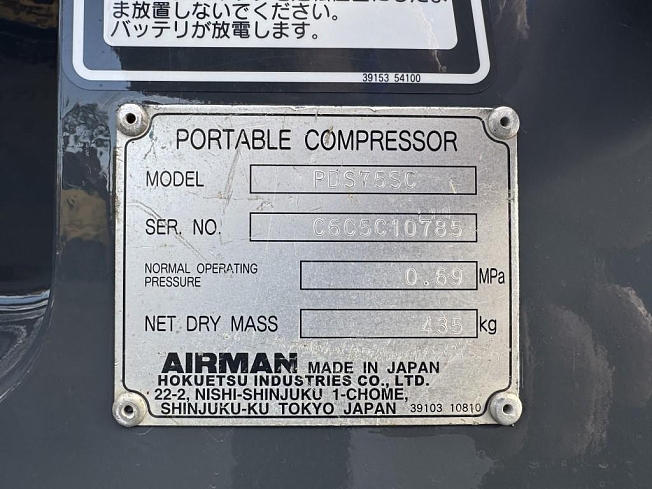 ま放置しないでください。
バッテリが放電します。
39153 54100
PORTABLE COMPRESSOR
MODEL PDS75SC
SER. NO. C6C5C10785
NORMAL OPERATING
PRESSURE 0.69 MPa
NET DRY MASS 435 kg
AIRMAN MADE IN JAPAN
HOKUETSU INDUSTRIES CO., LTD.
22-2, NISHI-SHINJUKU 1-CHOME,
SHINJUKU-KU TOKYO JAPAN 39103 10810